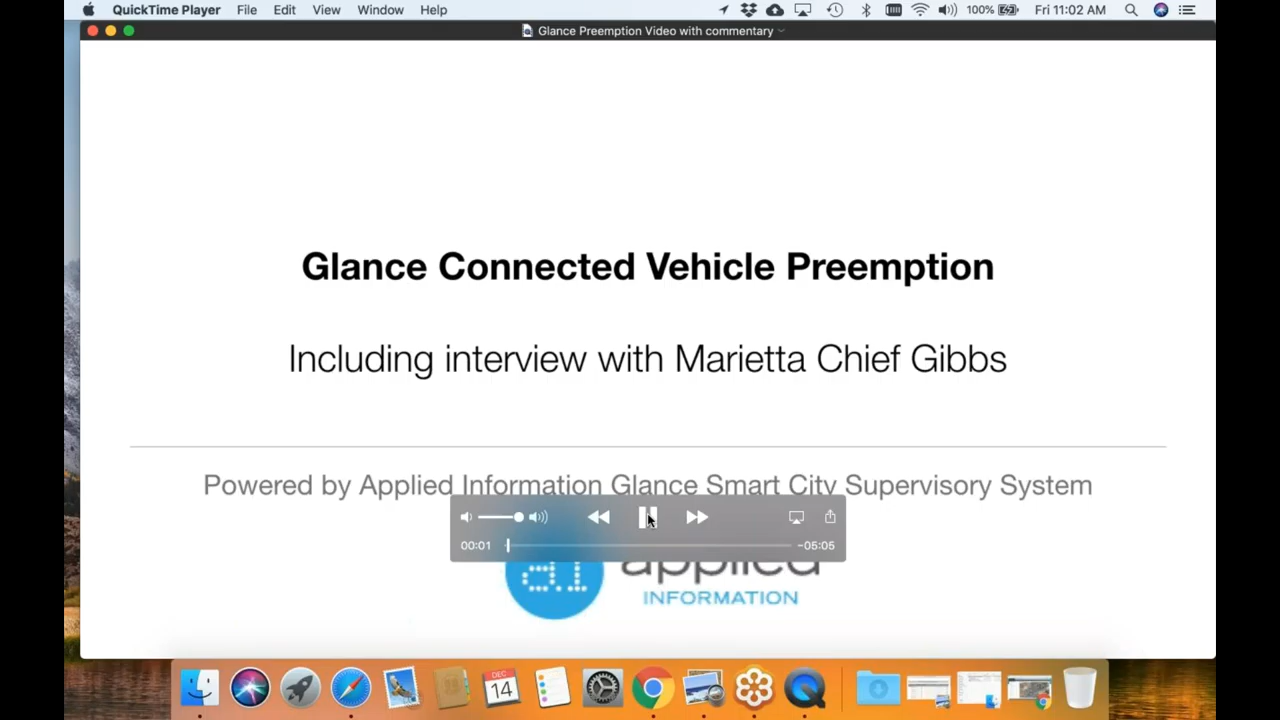 QuickTime Player File Edit View Window Help 100% Fri 11:02 AM
Glance Preemption Video with commentary
Glance Connected Vehicle Preemption
Including interview with Marietta Chief Gibbs
Powered by Applied Information Glance Smart City Supervisory System
00:01 -05:05
a.i applied
INFORMATION
DEC
14